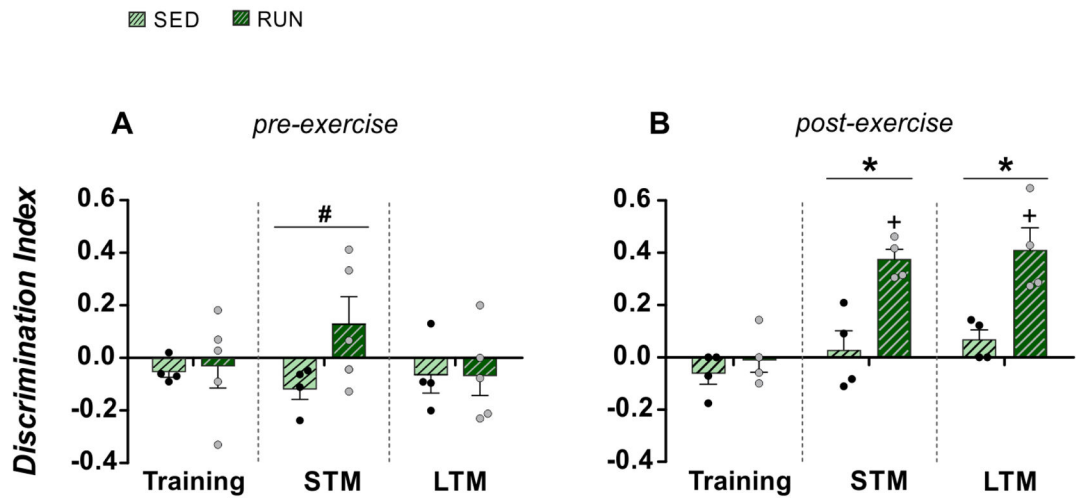 SED RUN
A pre-exercise
B post-exercise
Discrimination Index
0.6
0.4
0.2
0.0
-0.2
-0.4
#
Training STM LTM
0.6
0.4
0.2
0.0
-0.2
-0.4
* *
+ +
Training STM LTM